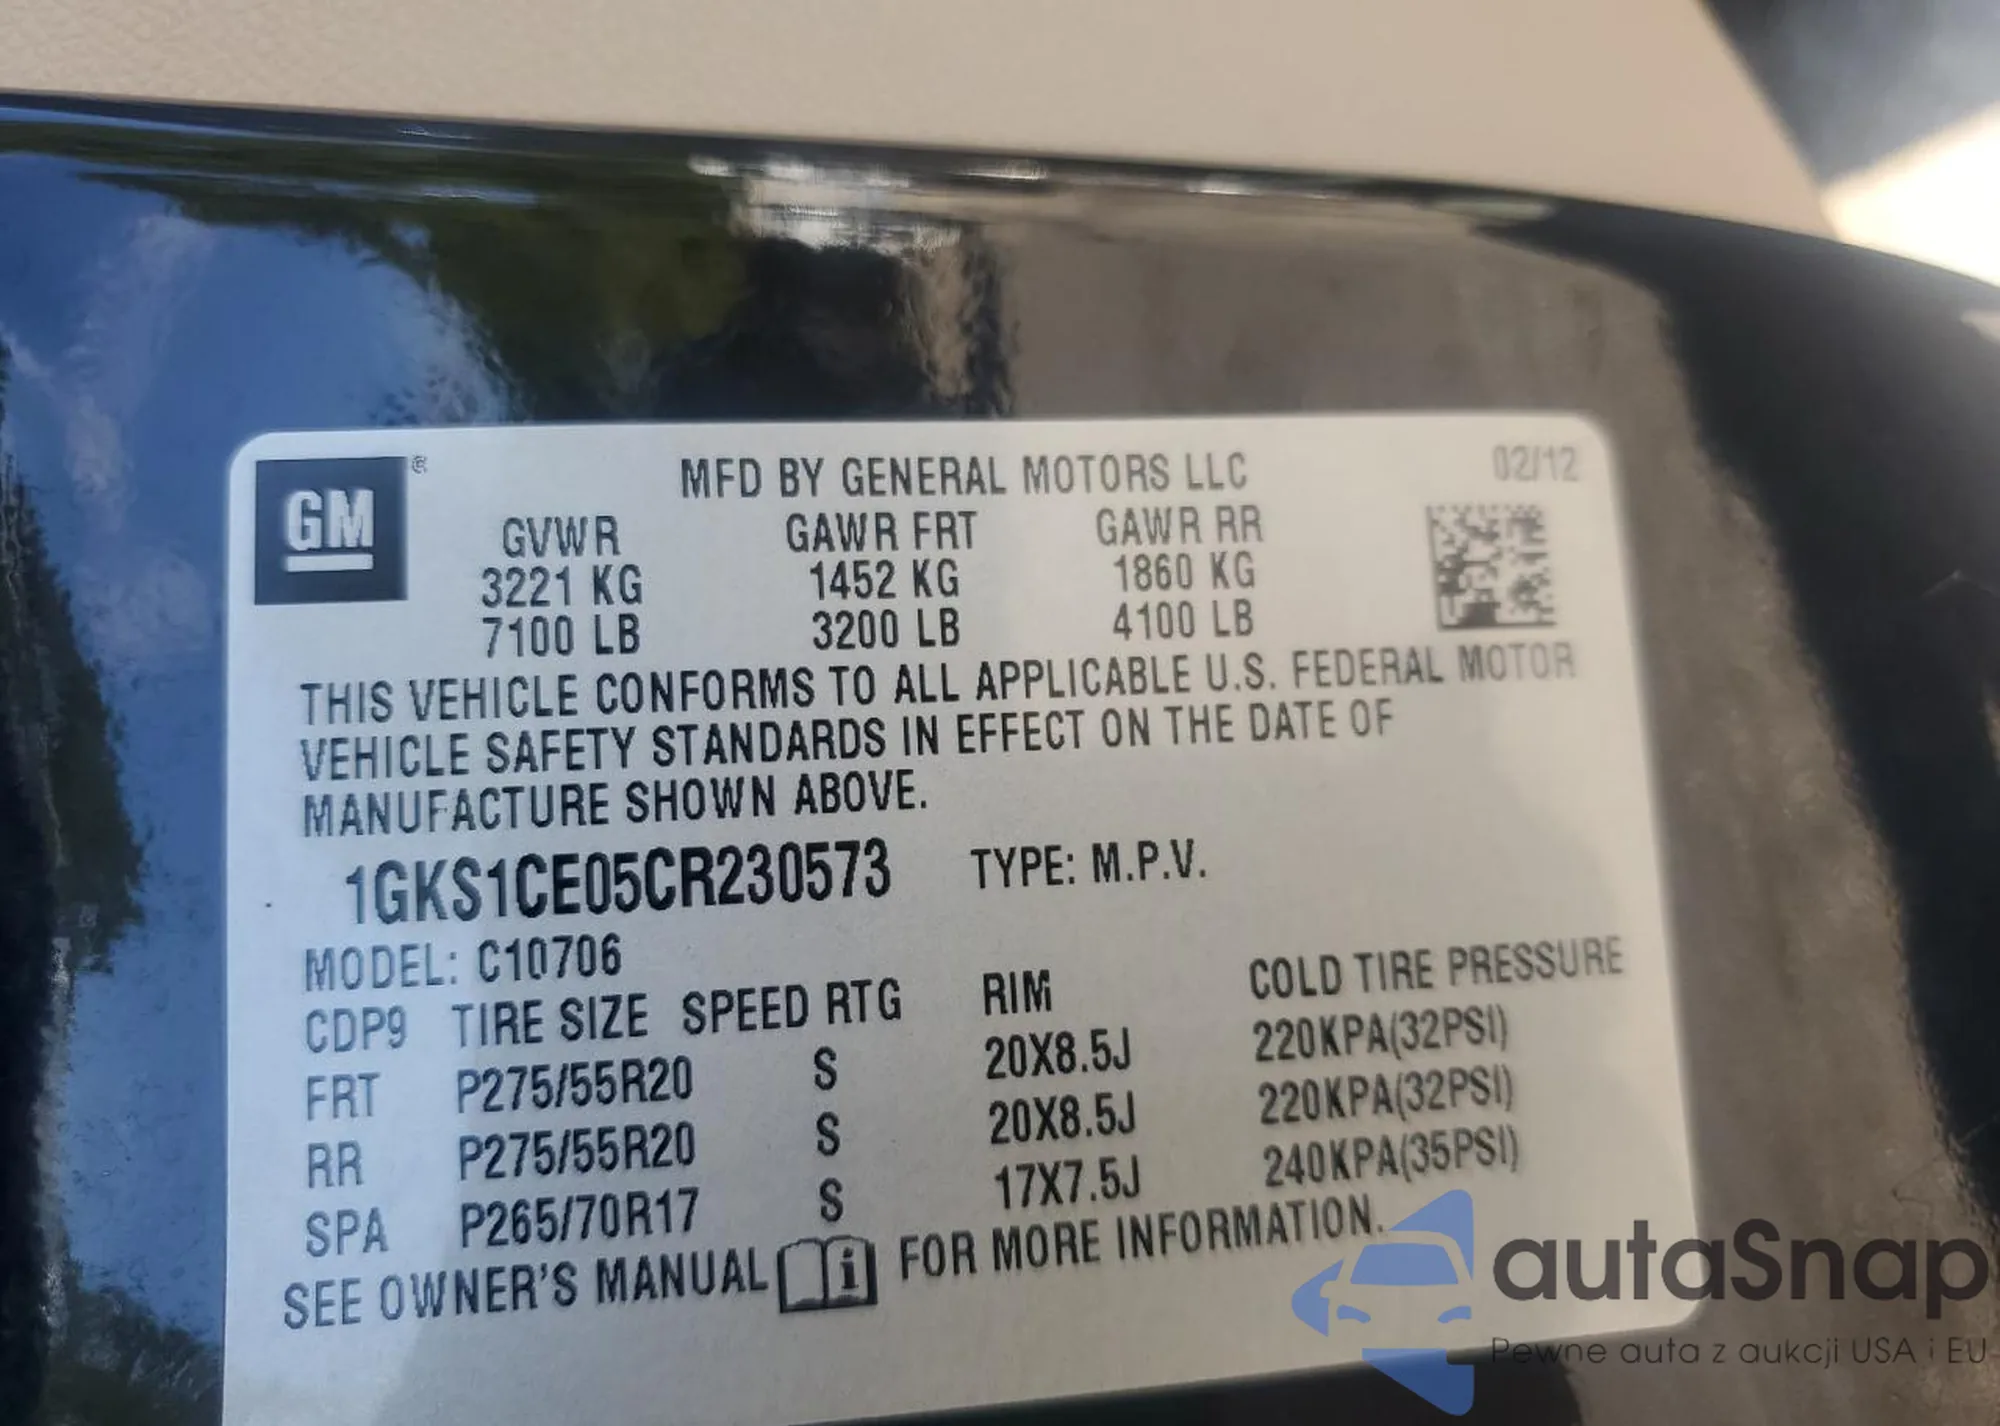 GM ®
MFD BY GENERAL MOTORS LLC 02/12
GVWR GAWR FRT GAWR RR
3221 KG 1452 KG 1860 KG
7100 LB 3200 LB 4100 LB
THIS VEHICLE CONFORMS TO ALL APPLICABLE U.S. FEDERAL MOTOR
VEHICLE SAFETY STANDARDS IN EFFECT ON THE DATE OF
MANUFACTURE SHOWN ABOVE.
1GKS1CE05CR230573 TYPE: M.P.V.
MODEL: C10706
CDP9 TIRE SIZE SPEED RTG RIM COLD TIRE PRESSURE
FRT P275/55R20 S 20X8.5J 220KPA(32PSI)
RR P275/55R20 S 20X8.5J 220KPA(32PSI)
SPA P265/70R17 S 17X7.5J 240KPA(35PSI)
SEE OWNER'S MANUAL i FOR MORE INFORMATION.
autaSnap
Pewne auta z aukcji USA i EU